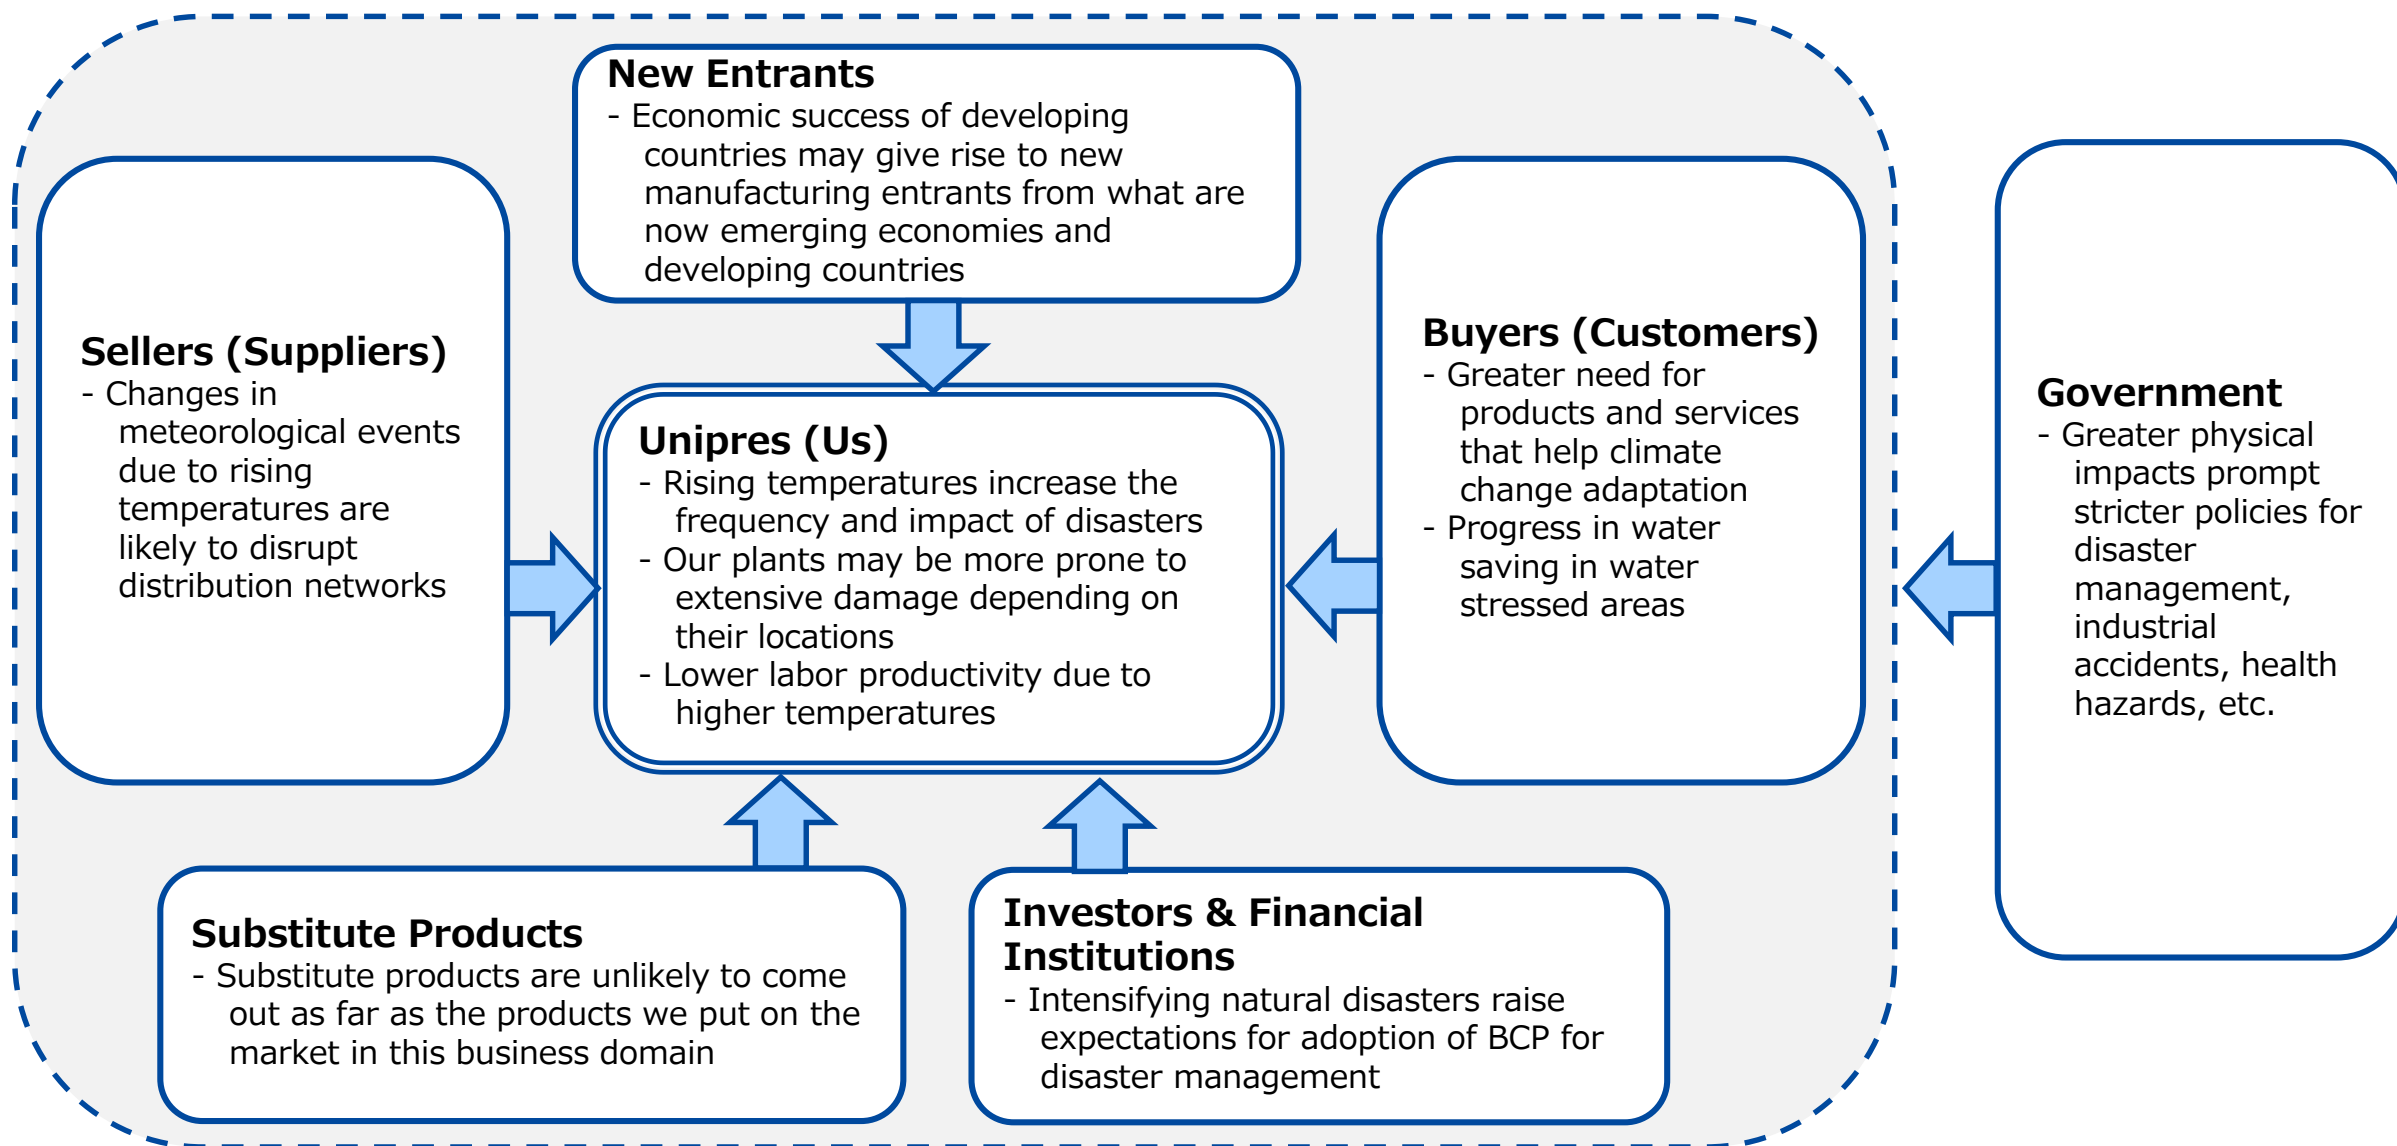 New Entrants
- Economic success of developing
countries may give rise to new
manufacturing entrants from what are
now emerging economies and
developing countries
Sellers (Suppliers)
- Changes in
meteorological events
due to rising
temperatures are
likely to disrupt
distribution networks
Unipres (Us)
- Rising temperatures increase the
frequency and impact of disasters
- Our plants may be more prone to
extensive damage depending on
their locations
- Lower labor productivity due to
higher temperatures
Buyers (Customers)
- Greater need for
products and services
that help climate
change adaptation
- Progress in water
saving in water
stressed areas
Government
- Greater physical
impacts prompt
stricter policies for
disaster
management,
industrial
accidents, health
hazards, etc.
Substitute Products
- Substitute products are unlikely to come
out as far as the products we put on the
market in this business domain
Investors & Financial
Institutions
- Intensifying natural disasters raise
expectations for adoption of BCP for
disaster management